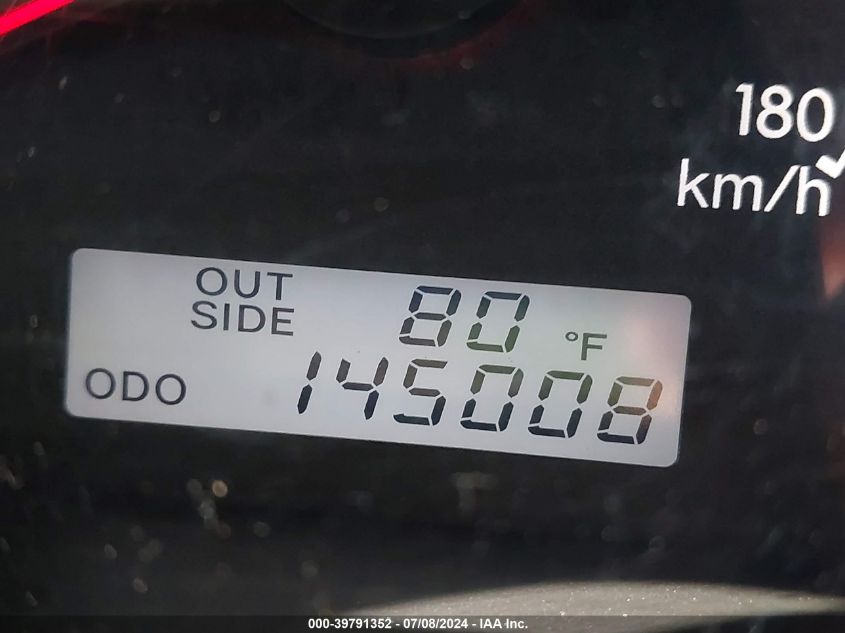 180
km/h
OUT 80 °F
SIDE
ODO 145008
000-39791352 - 07/08/2024 - IAA Inc.